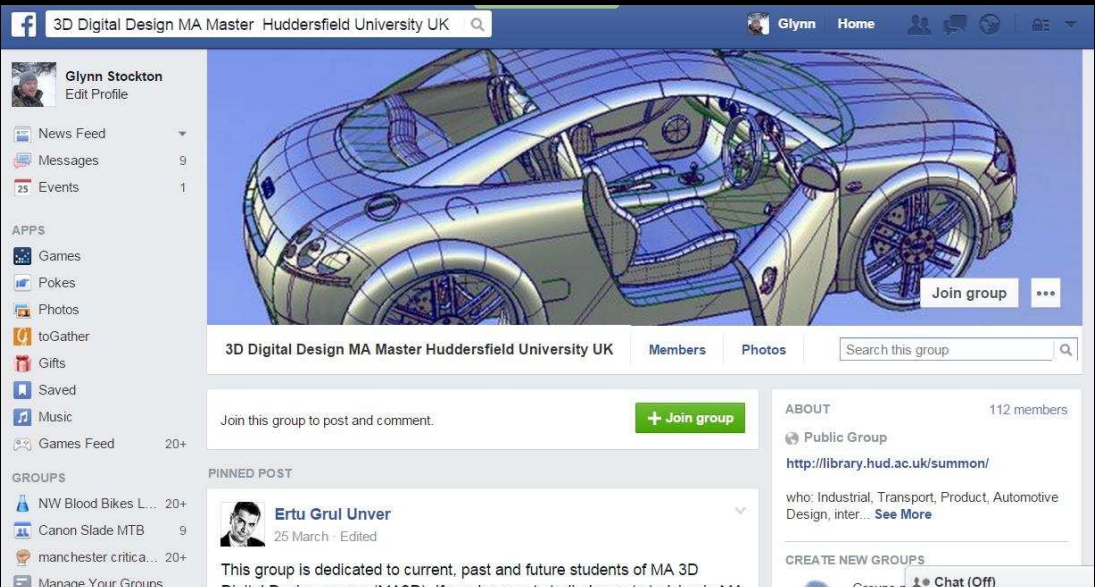 3D Digital Design MA Master Huddersfield University UK
Glynn Home
Glynn Stockton
Edit Profile
News Feed
Messages 9
25 Events 1
APPS
Games
Pokes
Photos
toGather
Gifts
Saved
Music
Games Feed 20+
GROUPS
NW Blood Bikes L... 20+
Canon Slade MTB 9
manchester critica... 20+
Manage Your Groups
Join group
3D Digital Design MA Master Huddersfield University UK Members Photos Search this group
Join this group to post and comment. + Join group
PINNED POST
Ertu Grul Unver
25 March · Edited
This group is dedicated to current, past and future students of MA 3D
ABOUT 112 members
Public Group
http://library.hud.ac.uk/summon/
who: Industrial, Transport, Product, Automotive
Design, inter... See More
CREATE NEW GROUPS
Chat (Off)